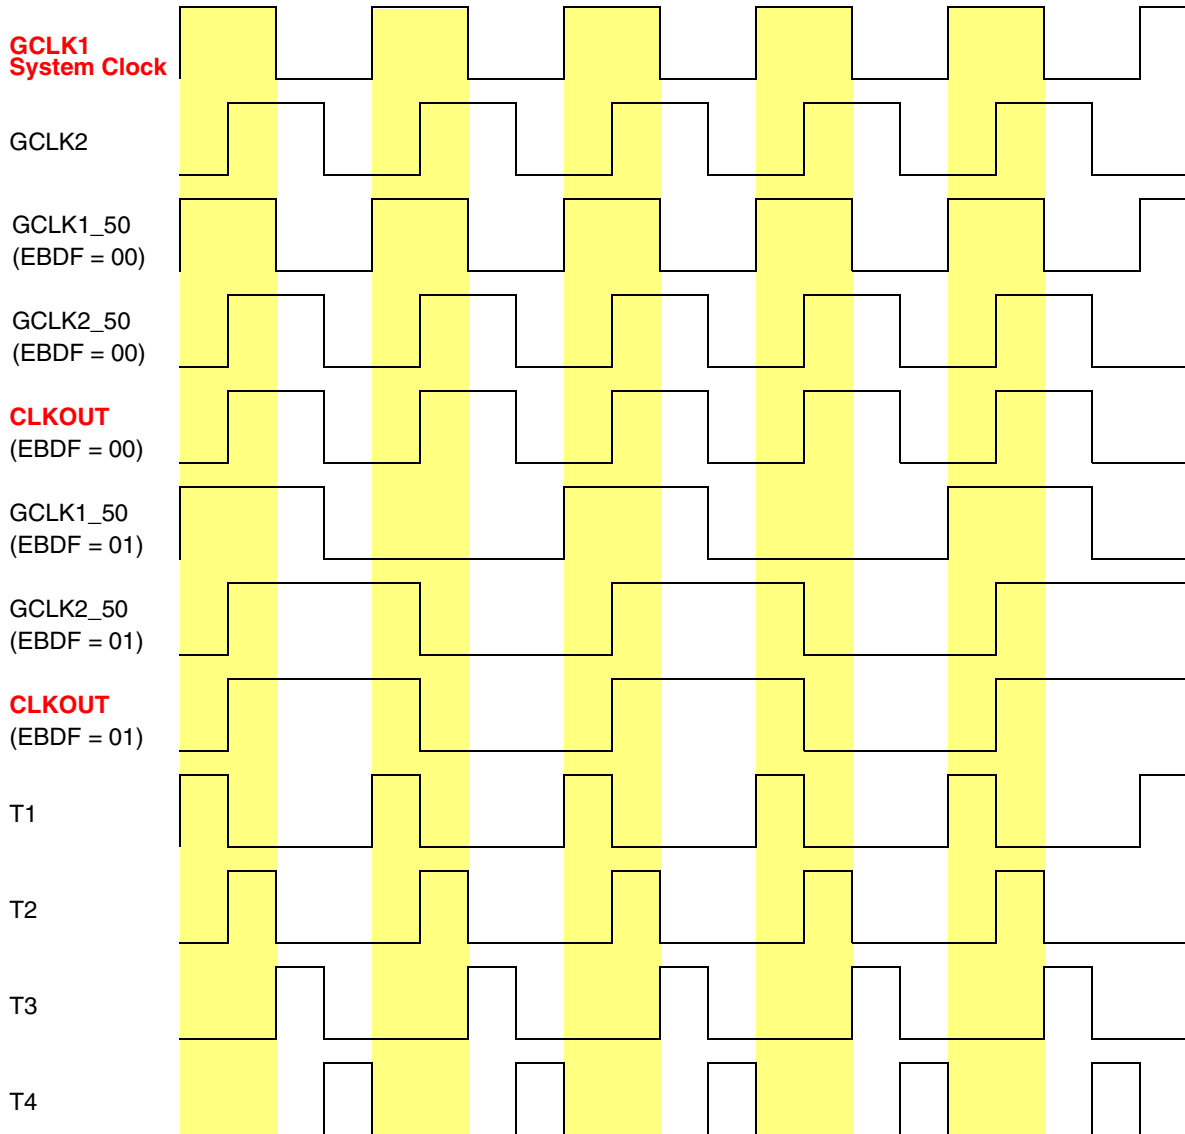 GCLK1
System Clock
GCLK2
GCLK1_50
(EBDF = 00)
GCLK2_50
(EBDF = 00)
CLKOUT
(EBDF = 00)
GCLK1_50
(EBDF = 01)
GCLK2_50
(EBDF = 01)
CLKOUT
(EBDF = 01)
T1
T2
T3
T4